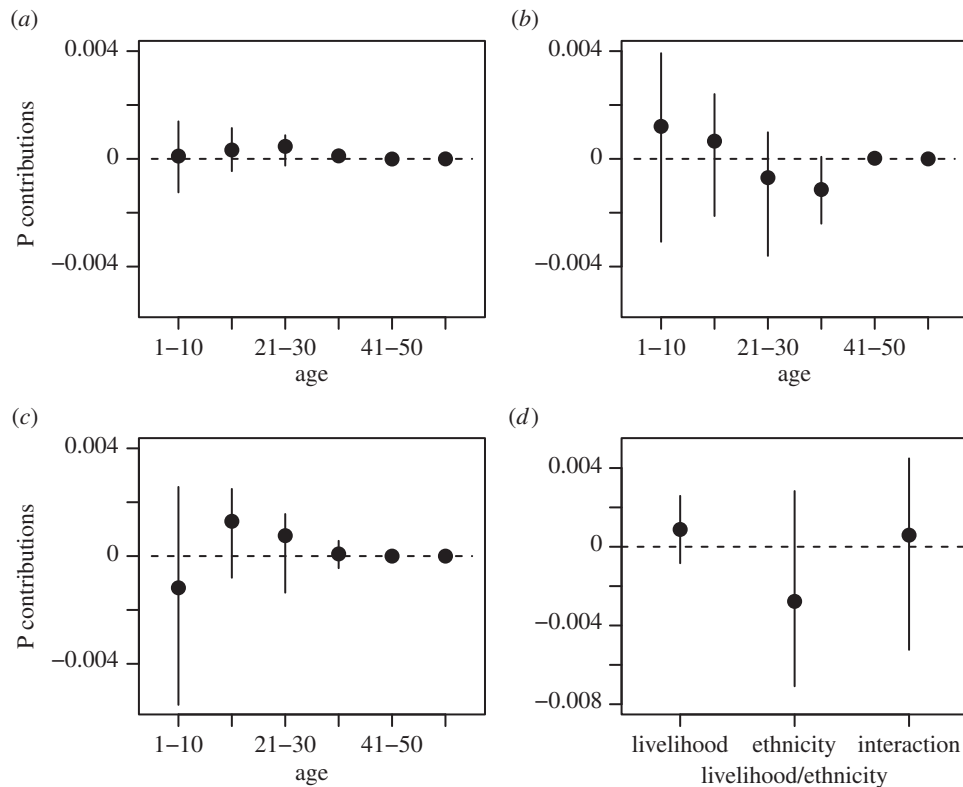 (a)
0.004
0
−0.004
P contributions
1–10 21–30 41–50
age
(b)
0.004
0
−0.004
1–10 21–30 41–50
age
(c)
0.004
0
−0.004
P contributions
1–10 21–30 41–50
age
(d)
0.004
0
−0.004
−0.008
livelihood ethnicity interaction
livelihood/ethnicity